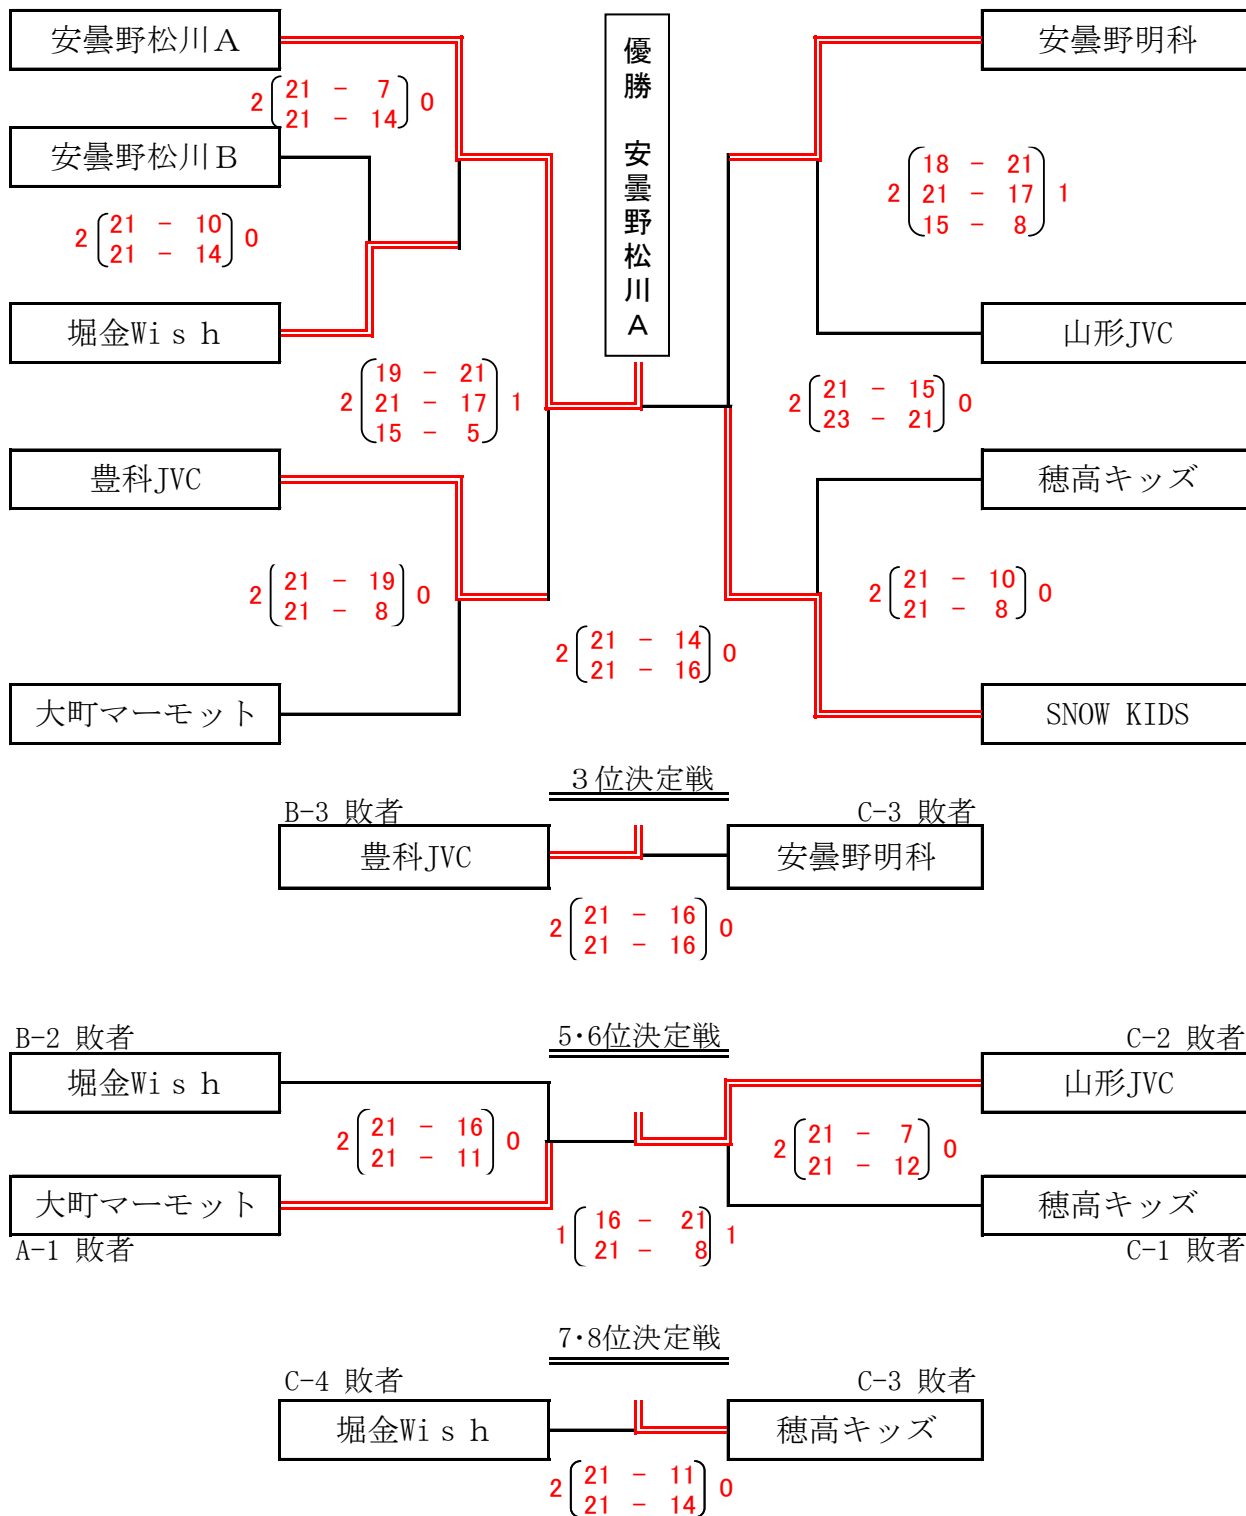 安曇野松川A
優勝 安曇野松川A
安曇野明科
2 21 - 7 0
21 - 14
安曇野松川B
2 18 - 21 1
21 - 17
15 - 8
2 21 - 10 0
21 - 14
堀金Wish
山形JVC
2 19 - 21 1
21 - 17
15 - 5
2 21 - 15 0
23 - 21
豊科JVC
穂高キッズ
2 21 - 19 0
21 - 8
2 21 - 10 0
21 - 8
2 21 - 14 0
21 - 16
大町マーモット
SNOW KIDS
3位決定戦
B-3 敗者
C-3 敗者
豊科JVC
安曇野明科
2 21 - 16 0
21 - 16
5・6位決定戦
B-2 敗者
C-2 敗者
堀金Wish
山形JVC
2 21 - 16 0
21 - 11
2 21 - 7 0
21 - 12
大町マーモット
穂高キッズ
A-1 敗者
C-1 敗者
1 16 - 21 1
21 - 8
7・8位決定戦
C-4 敗者
C-3 敗者
堀金Wish
穂高キッズ
2 21 - 11 0
21 - 14